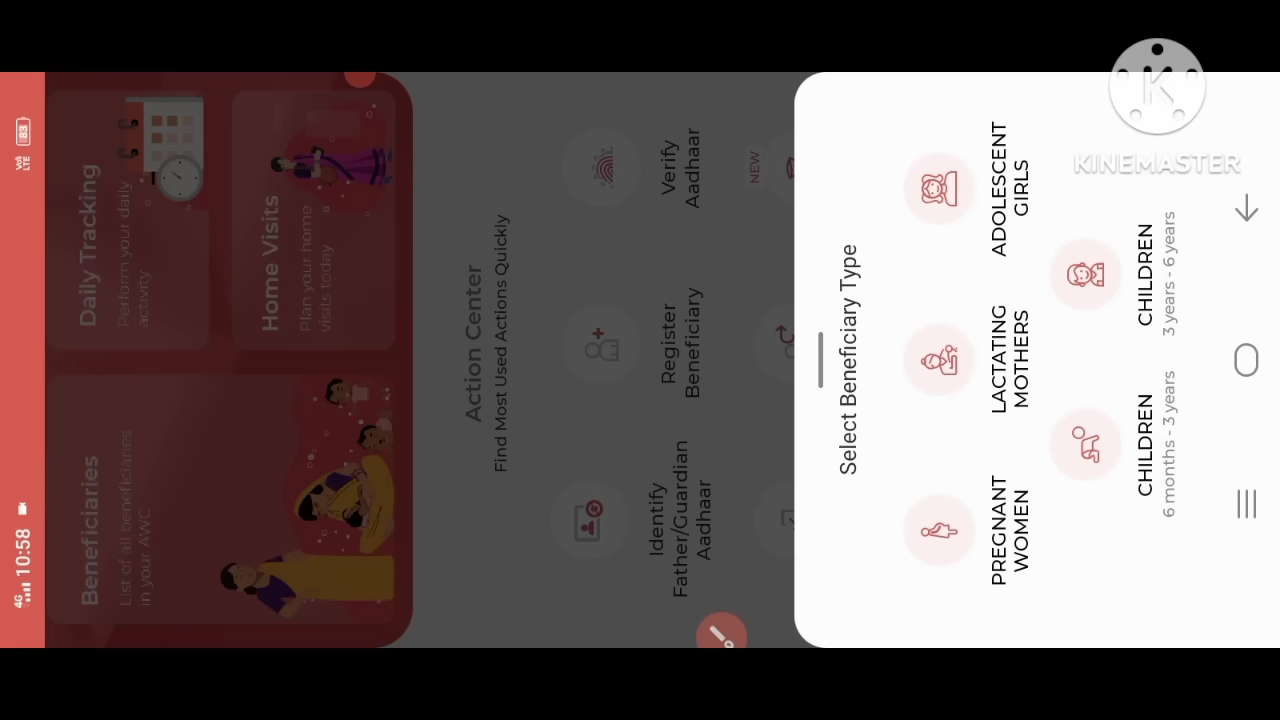 4G 10:58 Vo5 LTE 83
Beneficiaries
List of all beneficiaries
in your AWC
Daily Tracking
Perform your daily
activity
Home Visits
Plan your home
visits today
Action Center
Find Most Used Actions Quickly
Identify
Father/Guardian
Aadhaar
Register
Beneficiary
Verify
Aadhaar
NEW
Select Beneficiary Type
PREGNANT
WOMEN
LACTATING
MOTHERS
ADOLESCENT
GIRLS
CHILDREN
6 months - 3 years
CHILDREN
3 years - 6 years
K
KINEMASTER